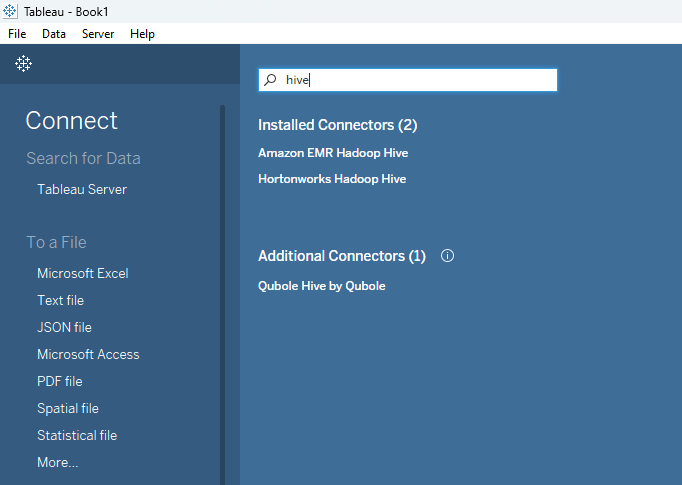 Tableau - Book1
File Data Server Help
Connect
Search for Data
Tableau Server
To a File
Microsoft Excel
Text file
JSON file
Microsoft Access
PDF file
Spatial file
Statistical file
More...
hive
Installed Connectors (2)
Amazon EMR Hadoop Hive
Hortonworks Hadoop Hive
Additional Connectors (1)
Qubole Hive by Qubole